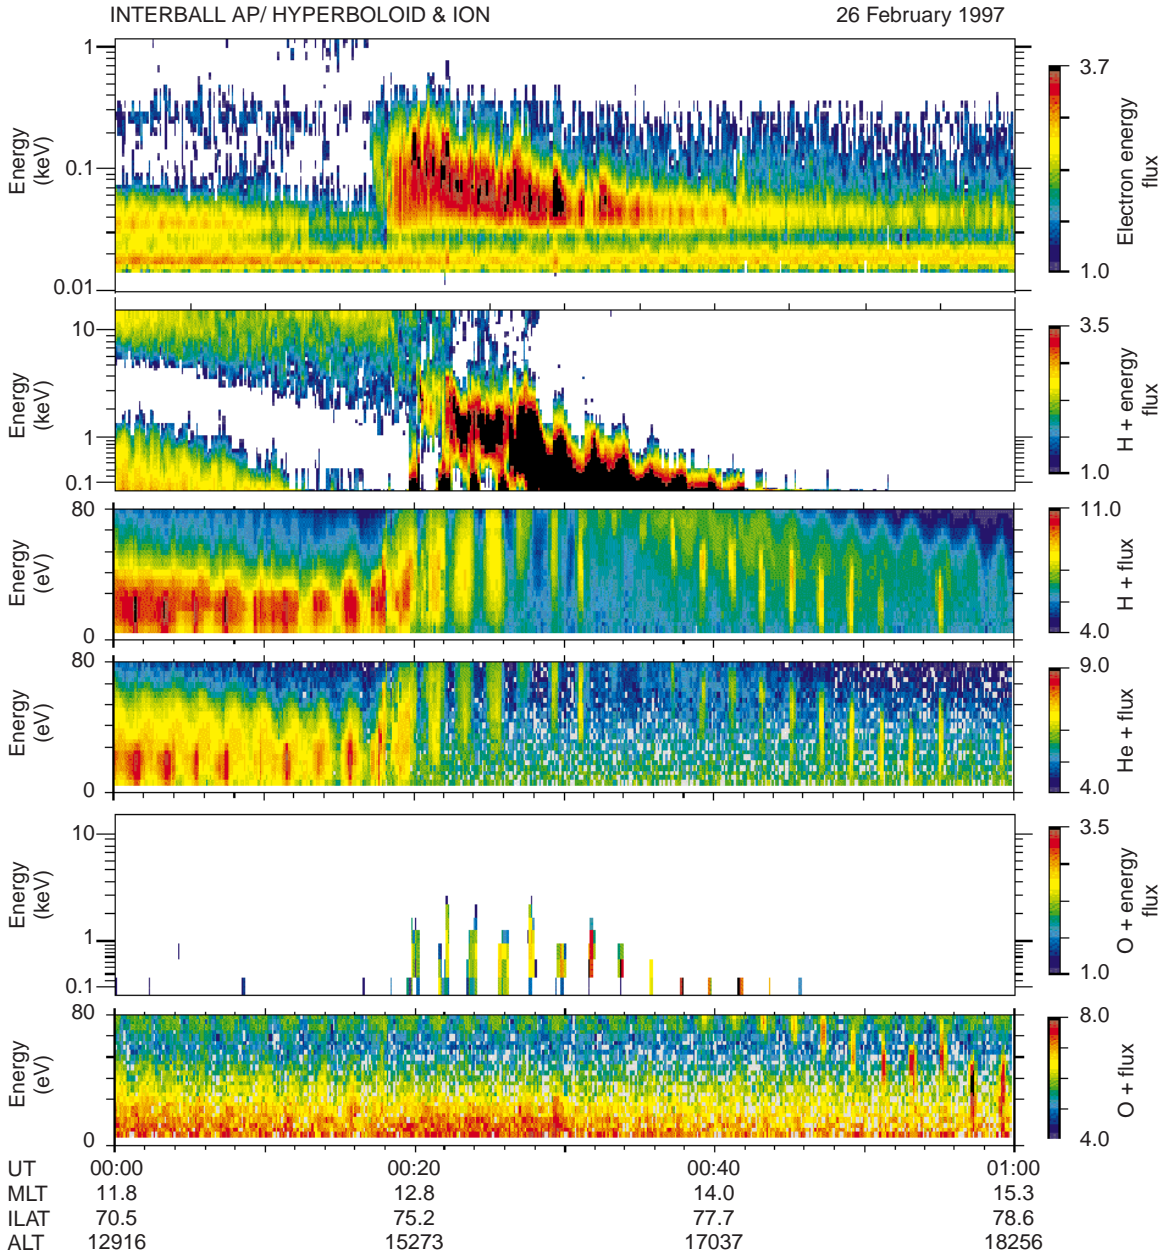 INTERBALL AP/ HYPERBOLOID & ION 26 February 1997
1
0.1
0.01
Energy
(keV)
3.7
1.0
Electron energy
flux
10
1
0.1
Energy
(keV)
3.5
1.0
H + energy
flux
80
0
Energy
(eV)
11.0
4.0
H + flux
80
0
Energy
(eV)
9.0
4.0
He + flux
10
1
0.1
Energy
(keV)
3.5
1.0
O + energy
flux
80
0
Energy
(eV)
8.0
4.0
O + flux
UT 00:00 00:20 00:40 01:00
MLT 11.8 12.8 14.0 15.3
ILAT 70.5 75.2 77.7 78.6
ALT 12916 15273 17037 18256